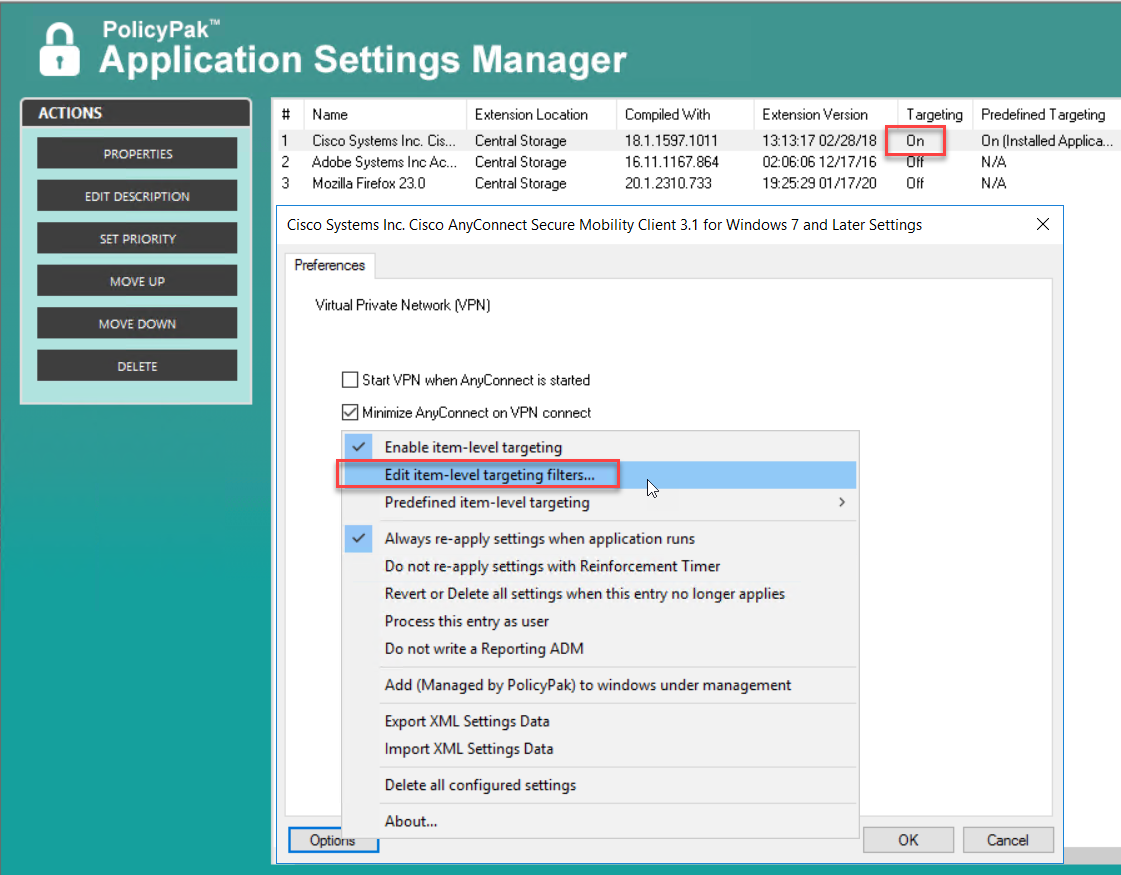 PolicyPak™
Application Settings Manager
ACTIONS
PROPERTIES
EDIT DESCRIPTION
SET PRIORITY
MOVE UP
MOVE DOWN
DELETE
# Name Extension Location Compiled With Extension Version Targeting Predefined Targeting
1 Cisco Systems Inc. Cis... Central Storage 18.1.1597.1011 13:13:17 02/28/18 On On (Installed Applica...
2 Adobe Systems Inc Ac... Central Storage 16.11.1167.864 02:06:06 12/17/16 Off N/A
3 Mozilla Firefox 23.0 Central Storage 20.1.2310.733 19:25:29 01/17/20 Off N/A
Cisco Systems Inc. Cisco AnyConnect Secure Mobility Client 3.1 for Windows 7 and Later Settings
Preferences
Virtual Private Network (VPN)
Start VPN when AnyConnect is started
Minimize AnyConnect on VPN connect
Enable item-level targeting
Edit item-level targeting filters...
Predefined item-level targeting
Always re-apply settings when application runs
Do not re-apply settings with Reinforcement Timer
Revert or Delete all settings when this entry no longer applies
Process this entry as user
Do not write a Reporting ADM
Add (Managed by PolicyPak) to windows under management
Export XML Settings Data
Import XML Settings Data
Delete all configured settings
About...
Options OK Cancel